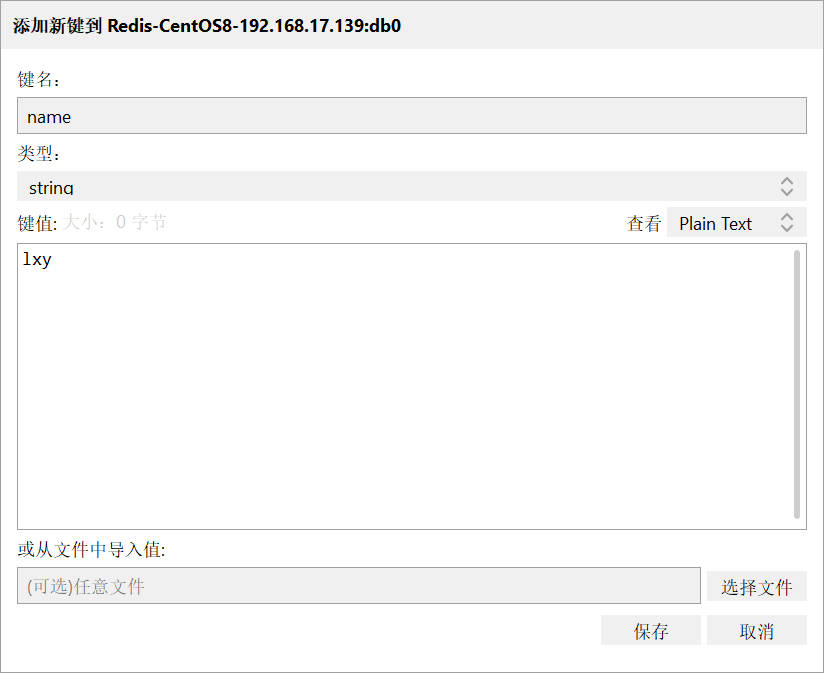 添加新键到 Redis-CentOS8-192.168.17.139:db0
键名：
name
类型：
string
键值: 大小：0 字节 查看 Plain Text
lxy
或从文件中导入值:
(可选)任意文件 选择文件
保存 取消